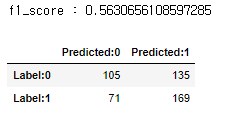 f1_score : 0.5630656108597285
Predicted:0 Predicted:1
Label:0 105 135
Label:1 71 169